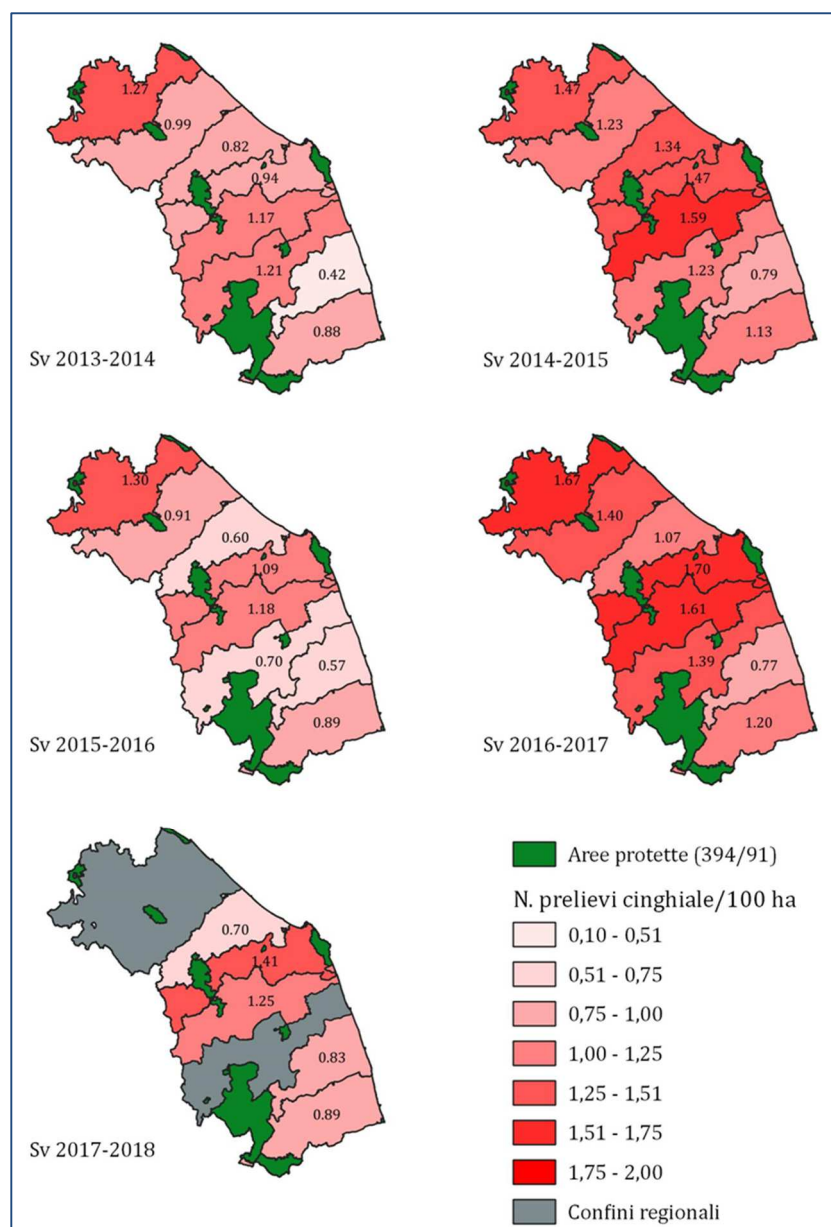 1.27
0.99
0.82
0.94
1.17
1.21
0.42
0.88
Sv 2013-2014
1.47
1.23
1.34
1.47
1.59
1.23
0.79
1.13
Sv 2014-2015
1.30
0.91
0.60
1.09
1.18
0.70
0.57
0.89
Sv 2015-2016
1.67
1.40
1.07
1.70
1.61
1.39
0.77
1.20
Sv 2016-2017
0.70
1.41
1.25
0.83
0.89
Sv 2017-2018
Aree protette (394/91)
N. prelievi cinghiale/100 ha
0,10 - 0,51
0,51 - 0,75
0,75 - 1,00
1,00 - 1,25
1,25 - 1,51
1,51 - 1,75
1,75 - 2,00
Confini regionali